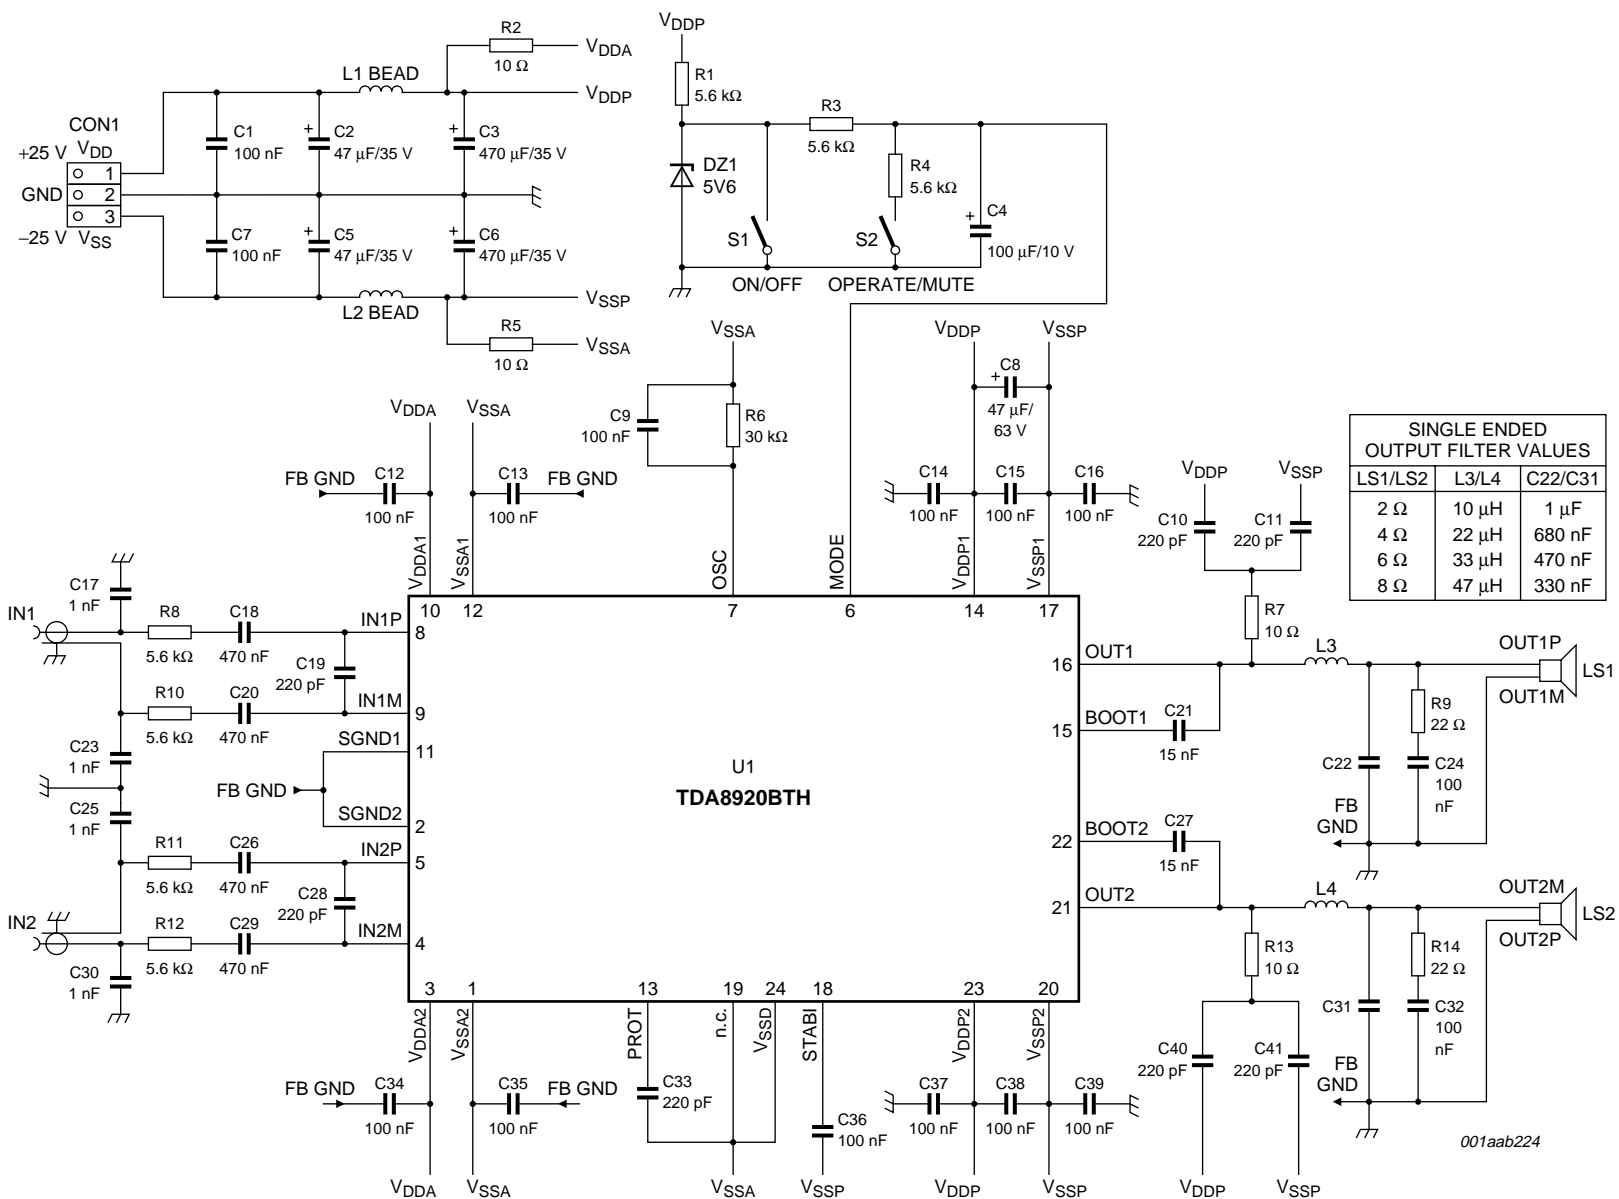 R2
10 Ω
VDDA
L1 BEAD
VDDP
CON1
+25 V VDD
1
GND 2
3
−25 V VSS
C1
100 nF
C2
47 μF/35 V
C3
470 μF/35 V
C7
100 nF
C5
47 μF/35 V
C6
470 μF/35 V
L2 BEAD
VSSP
R5
10 Ω
VSSA
VDDP
R1
5.6 kΩ
R3
5.6 kΩ
DZ1
5V6
R4
5.6 kΩ
S1
S2
C4
100 μF/10 V
ON/OFF
OPERATE/MUTE
VDDA
VSSA
FB GND
C12
100 nF
C13
100 nF
FB GND
VSSA
C9
100 nF
R6
30 kΩ
VDDP
VSSP
C8
47 μF/
63 V
C14
100 nF
C15
100 nF
C16
100 nF
VDDP
VSSP
C10
220 pF
C11
220 pF
R7
10 Ω
SINGLE ENDED
OUTPUT FILTER VALUES
LS1/LS2 L3/L4 C22/C31
2 Ω 10 μH 1 μF
4 Ω 22 μH 680 nF
6 Ω 33 μH 470 nF
8 Ω 47 μH 330 nF
VDDA1
VSSA1
OSC
MODE
VDDP1
VSSP1
10
12
7
6
14
17
C17
1 nF
IN1
R8
5.6 kΩ
C18
470 nF
IN1P
8
C19
220 pF
R10
5.6 kΩ
C20
470 nF
IN1M
9
SGND1
11
C23
1 nF
FB GND
C25
1 nF
SGND2
2
R11
5.6 kΩ
C26
470 nF
IN2P
5
C28
220 pF
IN2
R12
5.6 kΩ
C29
470 nF
IN2M
4
C30
1 nF
U1
TDA8920BTH
16
OUT1
15
BOOT1
C21
15 nF
L3
OUT1P
LS1
OUT1M
R9
22 Ω
C22
C24
100
nF
FB
GND
22
BOOT2
C27
15 nF
21
OUT2
L4
OUT2M
LS2
OUT2P
R13
10 Ω
R14
22 Ω
C31
C32
100
nF
FB
GND
C40
220 pF
C41
220 pF
VDDP
VSSP
3
1
13
19
24
18
23
20
VDDA2
VSSA2
PROT
n.c.
VSSD
STABI
VDDP2
VSSP2
FB GND
C34
100 nF
C35
100 nF
FB GND
C33
220 pF
C36
100 nF
C37
100 nF
C38
100 nF
C39
100 nF
VDDA
VSSA
VSSA
VSSP
VDDP
VSSP
001aab224